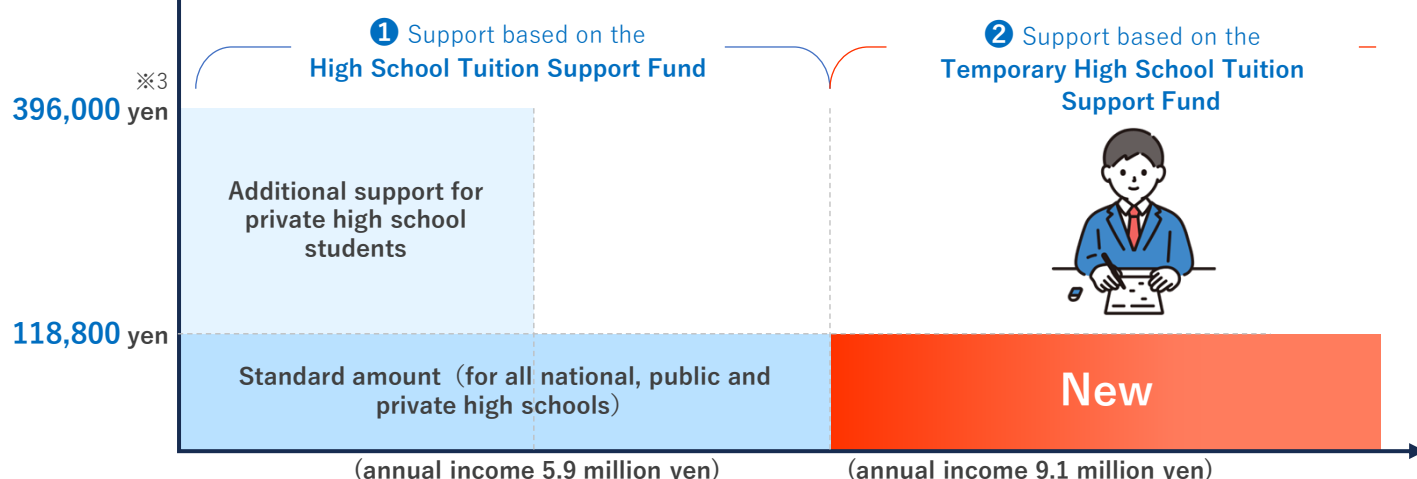 ❶ Support based on the
High School Tuition Support Fund
❷ Support based on the
Temporary High School Tuition
Support Fund
※3
396,000 yen
Additional support for
private high school
students
118,800 yen
Standard amount（for all national, public and
private high schools）
New
（annual income 5.9 million yen）
（annual income 9.1 million yen）